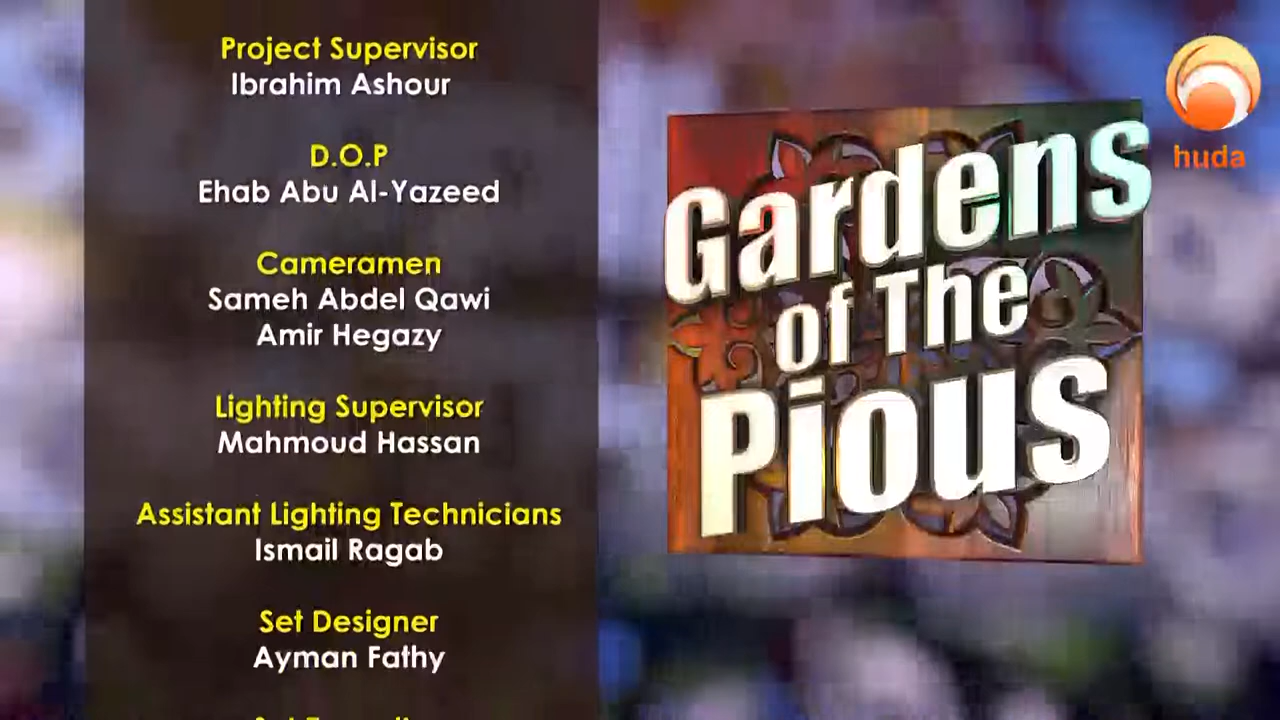 Project Supervisor
Ibrahim Ashour
D.O.P
Ehab Abu Al-Yazeed
Cameramen
Sameh Abdel Qawi
Amir Hegazy
Lighting Supervisor
Mahmoud Hassan
Assistant Lighting Technicians
Ismail Ragab
Set Designer
Ayman Fathy
Gardens
of The
Pious
huda